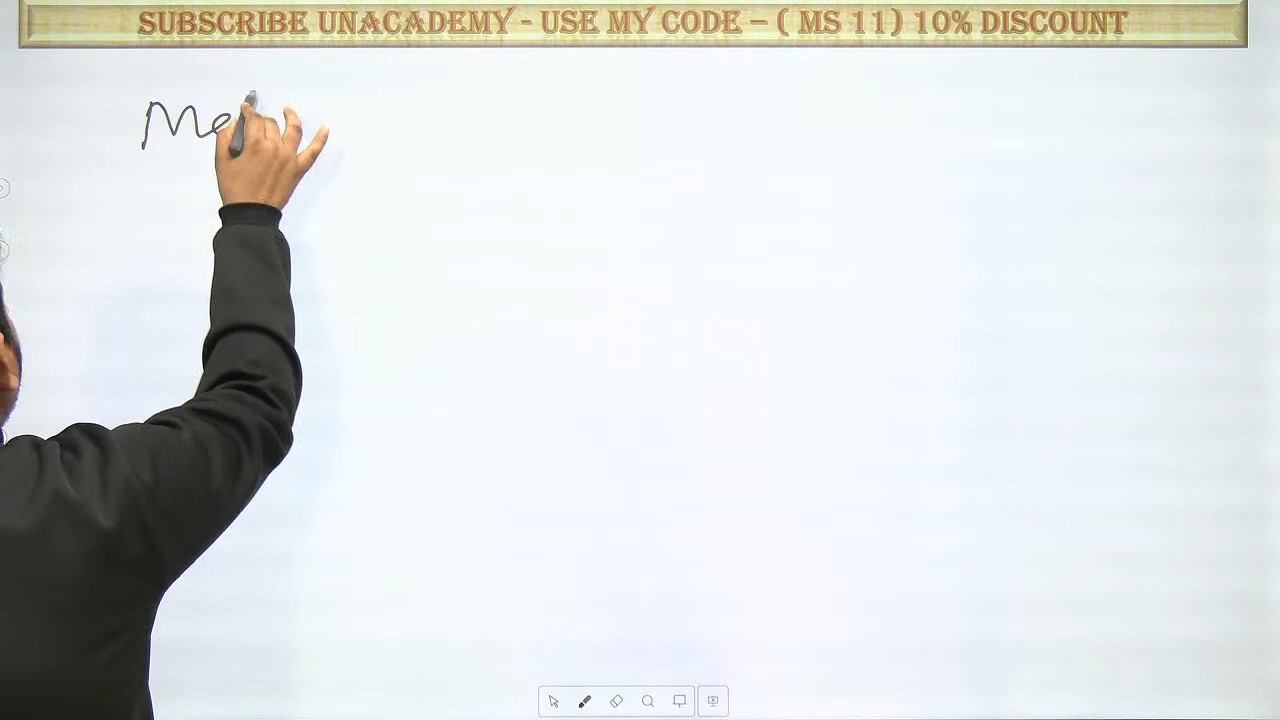 SUBSCRIBE UNACADEMY - USE MY CODE – ( MS 11) 10% DISCOUNT
Me